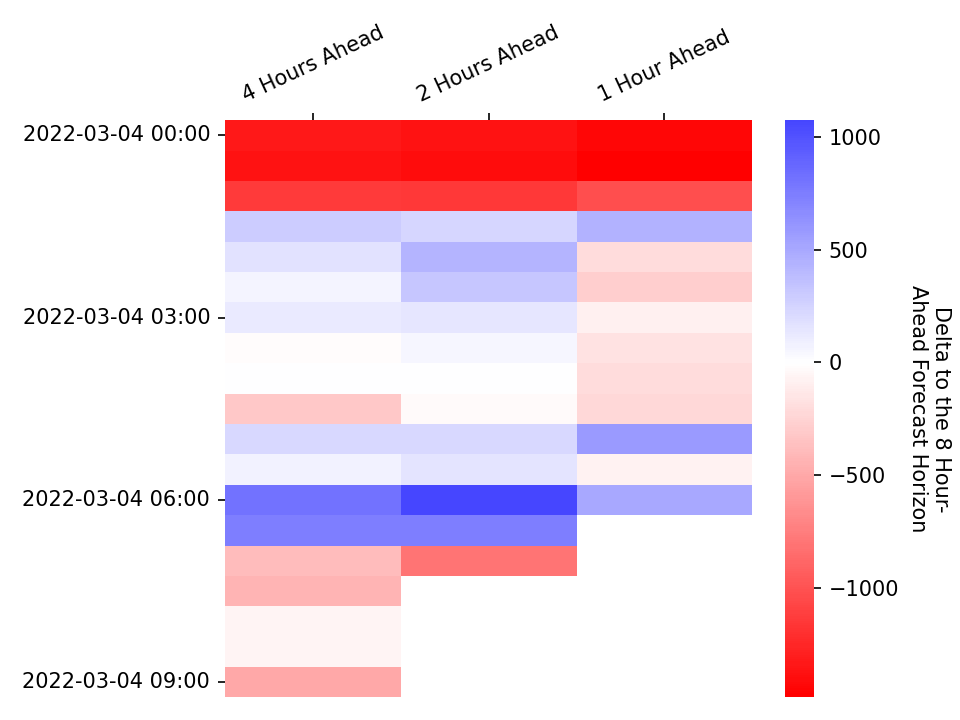 4 Hours Ahead
2 Hours Ahead
1 Hour Ahead
2022-03-04 00:00
2022-03-04 03:00
2022-03-04 06:00
2022-03-04 09:00
1000
500
0
−500
−1000
Delta to the 8 Hour-
Ahead Forecast Horizon